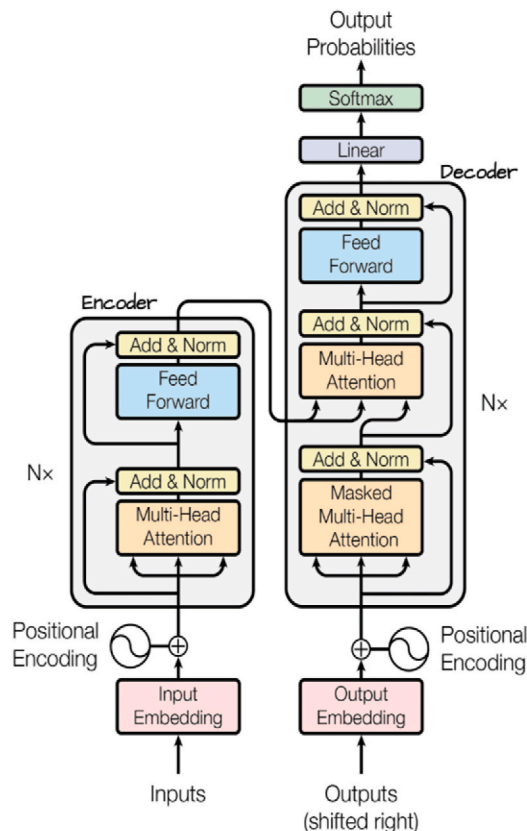 Output
Probabilities
Softmax
Linear
Decoder
Add & Norm
Feed
Forward
Add & Norm
Multi-Head
Attention
Nx
Add & Norm
Masked
Multi-Head
Attention
Encoder
Add & Norm
Feed
Forward
Nx
Add & Norm
Multi-Head
Attention
Positional
Encoding
Positional
Encoding
Input
Embedding
Output
Embedding
Inputs
Outputs
(shifted right)